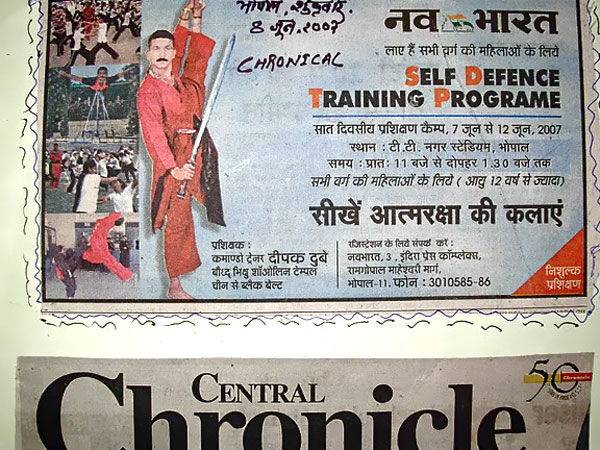 भोपाल, शुक्रवार,
8 जून, 2007
CHRONICAL
नव भारत
लाए हैं सभी वर्ग की महिलाओं के लिये
SELF DEFENCE
TRAINING PROGRAME
सात दिवसीय प्रशिक्षण कैम्प, 7 जून से 12 जून, 2007
स्थान : टी.टी. नगर स्टेडियम, भोपाल
समय : प्रातः 11 बजे से दोपहर 1.30 बजे तक
सभी वर्ग की महिलाओं के लिये ( आयु 12 वर्ष से ज्यादा)
सीखें आत्मरक्षा की कलाएं
प्रशिक्षक :
कमाण्डो ट्रेनर दीपक दुबे
बौध्द भिक्षु शॉओलिन टेम्पल
चीन से ब्लैक बेल्ट
रजिस्ट्रेशन के लिये संपर्क करें :
नवभारत, 3 , इंदिरा प्रेस कॉम्पलेक्स,
रामगोपाल माहेश्वरी मार्ग,
भोपाल-11. फोन : 3010585-86
निशुल्क
प्रशिक्षण
CENTRAL
Chronicle
50
Chronicle